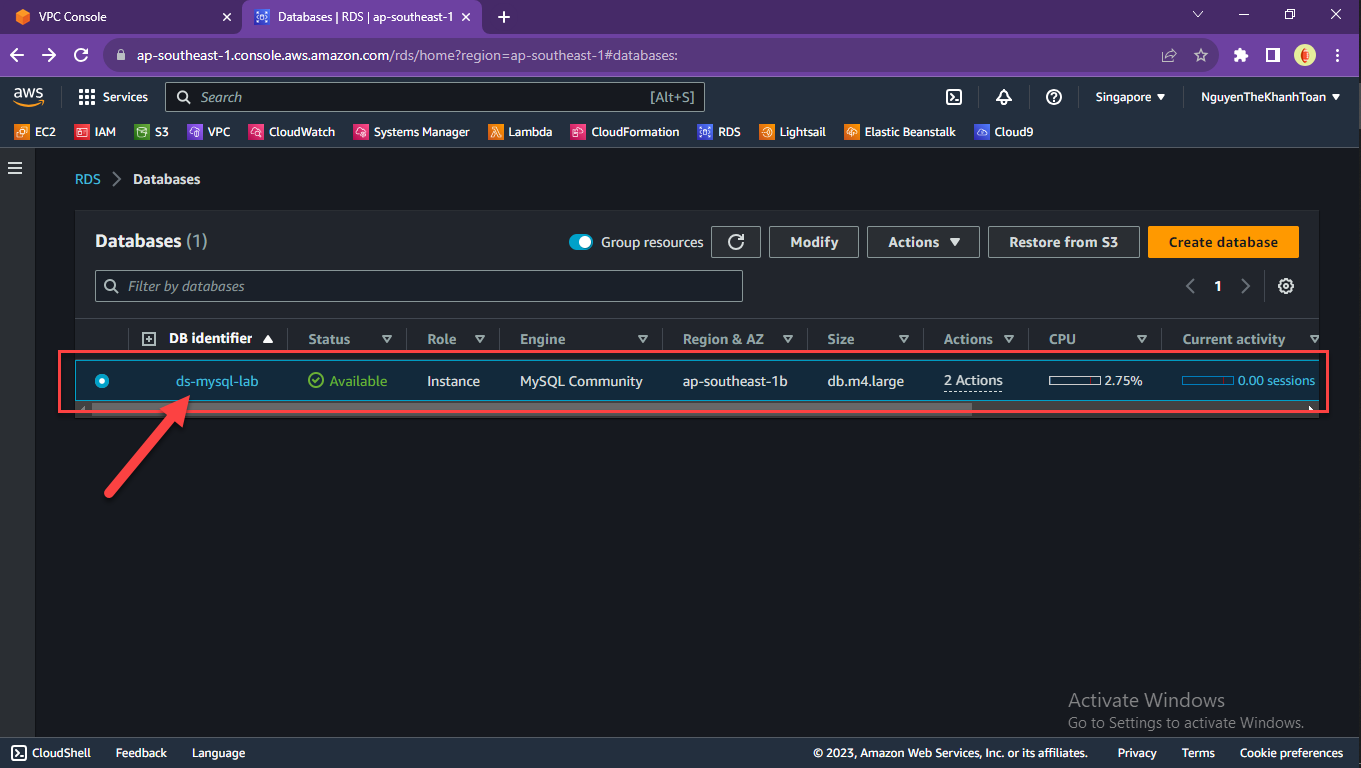 VPC Console
Databases | RDS | ap-southeast-1
ap-southeast-1.console.aws.amazon.com/rds/home?region=ap-southeast-1#databases:
aws Services Search [Alt+S] Singapore NguyenTheKhanhToan
EC2 IAM S3 VPC CloudWatch Systems Manager Lambda CloudFormation RDS Lightsail Elastic Beanstalk Cloud9
RDS Databases
Databases (1) Group resources Modify Actions Restore from S3 Create database
Filter by databases 1
DB identifier Status Role Engine Region & AZ Size Actions CPU Current activity
ds-mysql-lab Available Instance MySQL Community ap-southeast-1b db.m4.large 2 Actions 2.75% 0.00 sessions
Activate Windows
Go to Settings to activate Windows.
CloudShell Feedback Language © 2023, Amazon Web Services, Inc. or its affiliates. Privacy Terms Cookie preferences